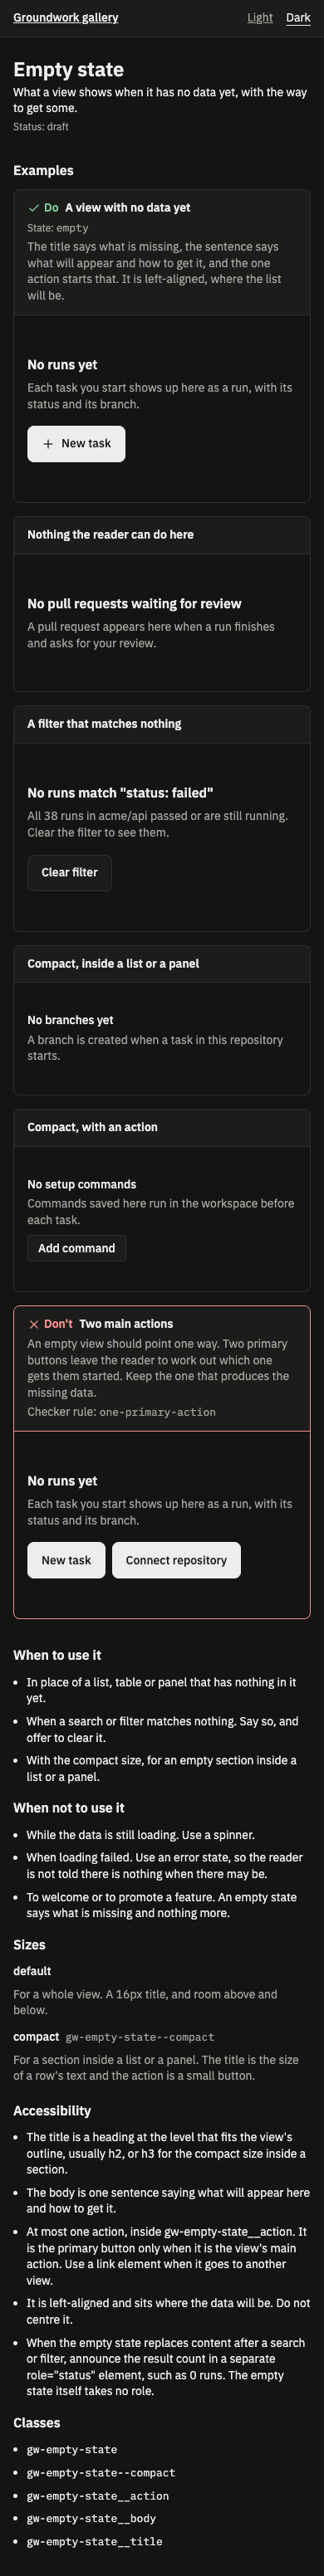 Groundwork gallery Light Dark
Empty state
What a view shows when it has no data yet, with the way
to get some.
Status: draft
Examples
Do A view with no data yet
State: empty
The title says what is missing, the sentence says
what will appear and how to get it, and the one
action starts that. It is left-aligned, where the list
will be.
No runs yet
Each task you start shows up here as a run, with its
status and its branch.
New task
Nothing the reader can do here
No pull requests waiting for review
A pull request appears here when a run finishes
and asks for your review.
A filter that matches nothing
No runs match "status: failed"
All 38 runs in acme/api passed or are still running.
Clear the filter to see them.
Clear filter
Compact, inside a list or a panel
No branches yet
A branch is created when a task in this repository
starts.
Compact, with an action
No setup commands
Commands saved here run in the workspace before
each task.
Add command
Don't Two main actions
An empty view should point one way. Two primary
buttons leave the reader to work out which one
gets them started. Keep the one that produces the
missing data.
Checker rule: one-primary-action
No runs yet
Each task you start shows up here as a run, with its
status and its branch.
New task Connect repository
When to use it
• In place of a list, table or panel that has nothing in it
yet.
• When a search or filter matches nothing. Say so, and
offer to clear it.
• With the compact size, for an empty section inside a
list or a panel.
When not to use it
• While the data is still loading. Use a spinner.
• When loading failed. Use an error state, so the reader
is not told there is nothing when there may be.
• To welcome or to promote a feature. An empty state
says what is missing and nothing more.
Sizes
default
For a whole view. A 16px title, and room above and
below.
compact gw-empty-state--compact
For a section inside a list or a panel. The title is the size
of a row's text and the action is a small button.
Accessibility
• The title is a heading at the level that fits the view's
outline, usually h2, or h3 for the compact size inside a
section.
• The body is one sentence saying what will appear here
and how to get it.
• At most one action, inside gw-empty-state__action. It
is the primary button only when it is the view's main
action. Use a link element when it goes to another
view.
• It is left-aligned and sits where the data will be. Do not
centre it.
• When the empty state replaces content after a search
or filter, announce the result count in a separate
role="status" element, such as 0 runs. The empty
state itself takes no role.
Classes
• gw-empty-state
• gw-empty-state--compact
• gw-empty-state__action
• gw-empty-state__body
• gw-empty-state__title